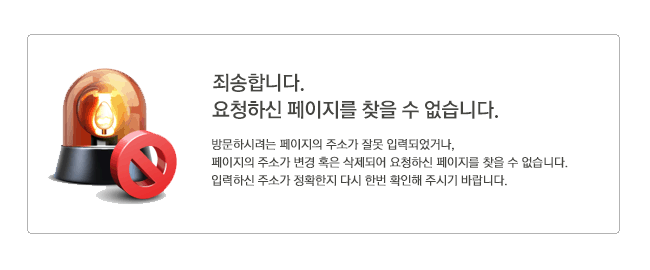 죄송합니다.
요청하신 페이지를 찾을 수 없습니다.
방문하시려는 페이지의 주소가 잘못 입력되었거나,
페이지의 주소가 변경 혹은 삭제되어 요청하신 페이지를 찾을 수 없습니다.
입력하신 주소가 정확한지 다시 한번 확인해 주시기 바랍니다.